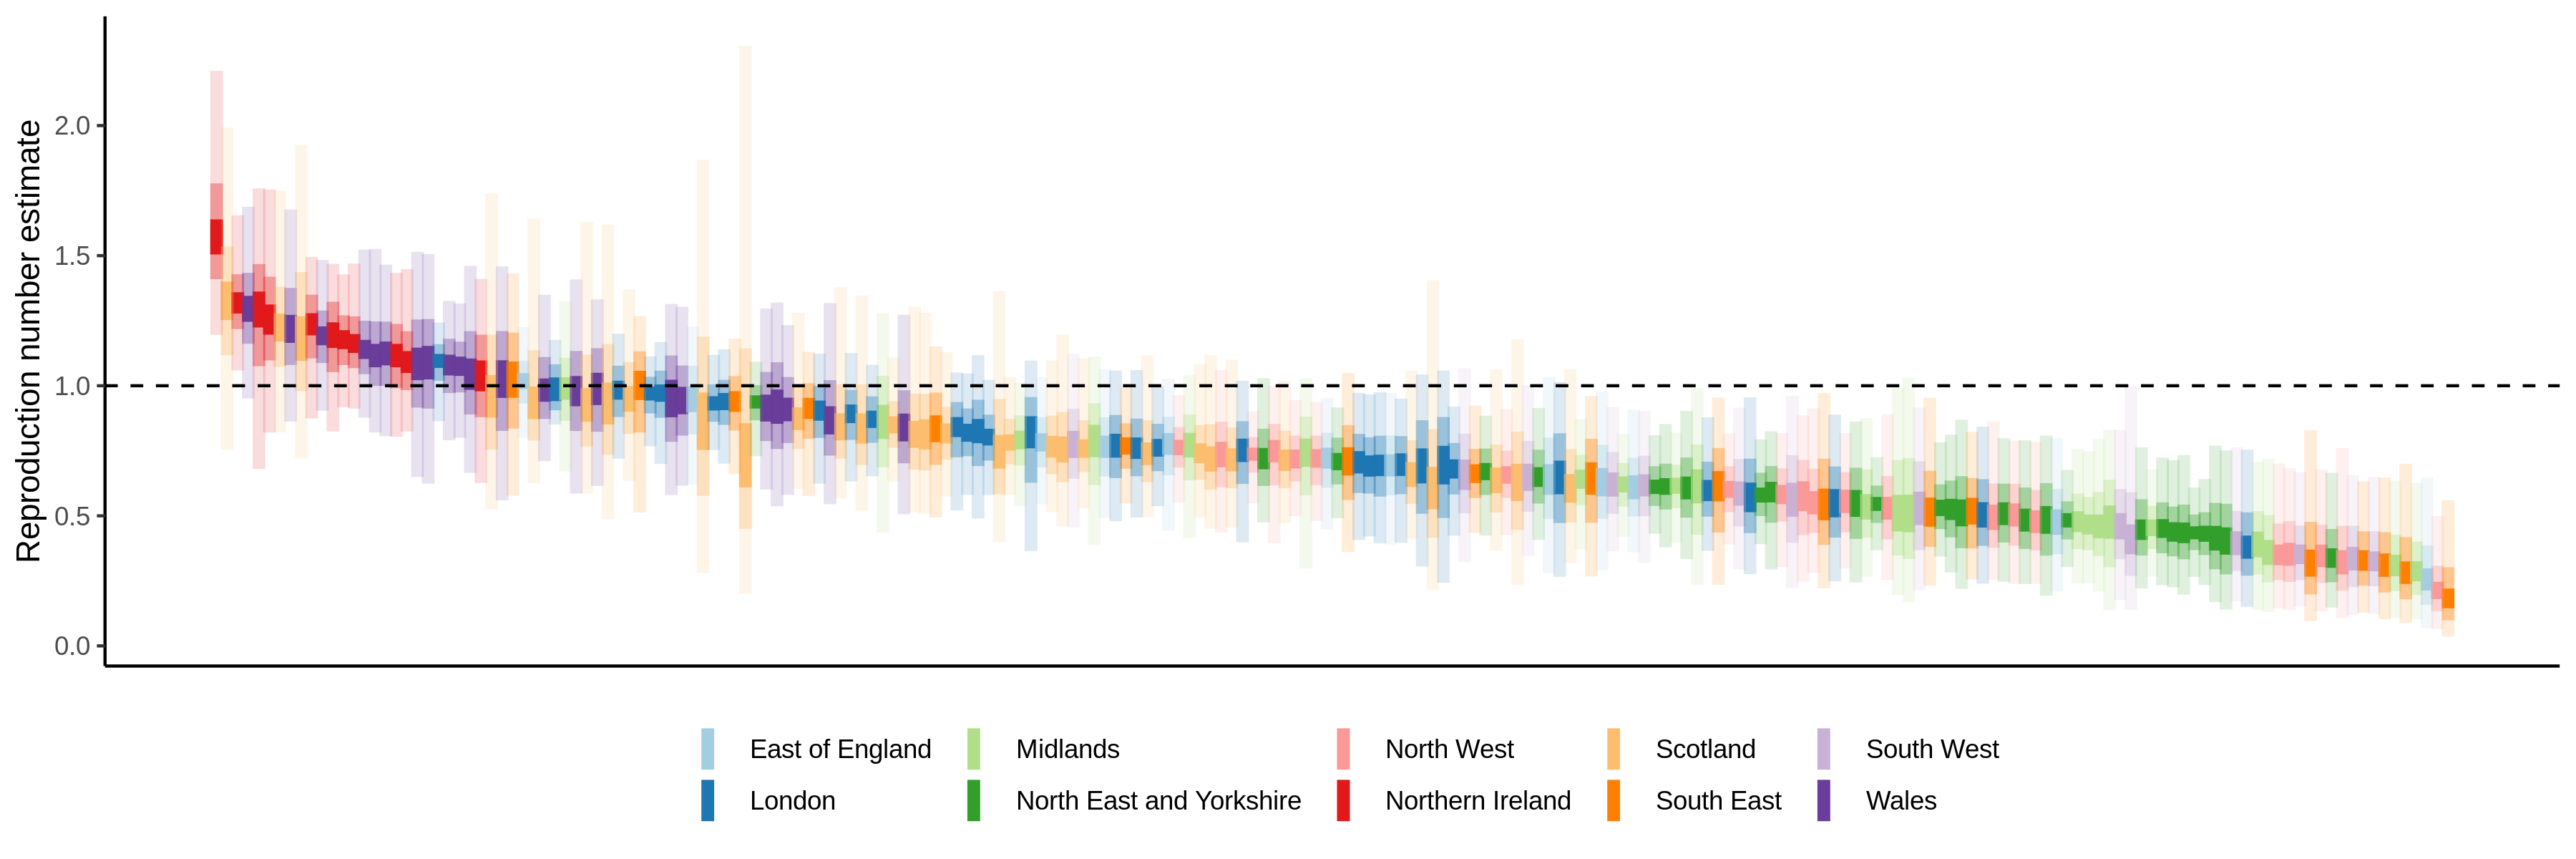 Reproduction number estimate
2.0
1.5
1.0
0.5
0.0
East of England
Midlands
North West
Scotland
South West
London
North East and Yorkshire
Northern Ireland
South East
Wales